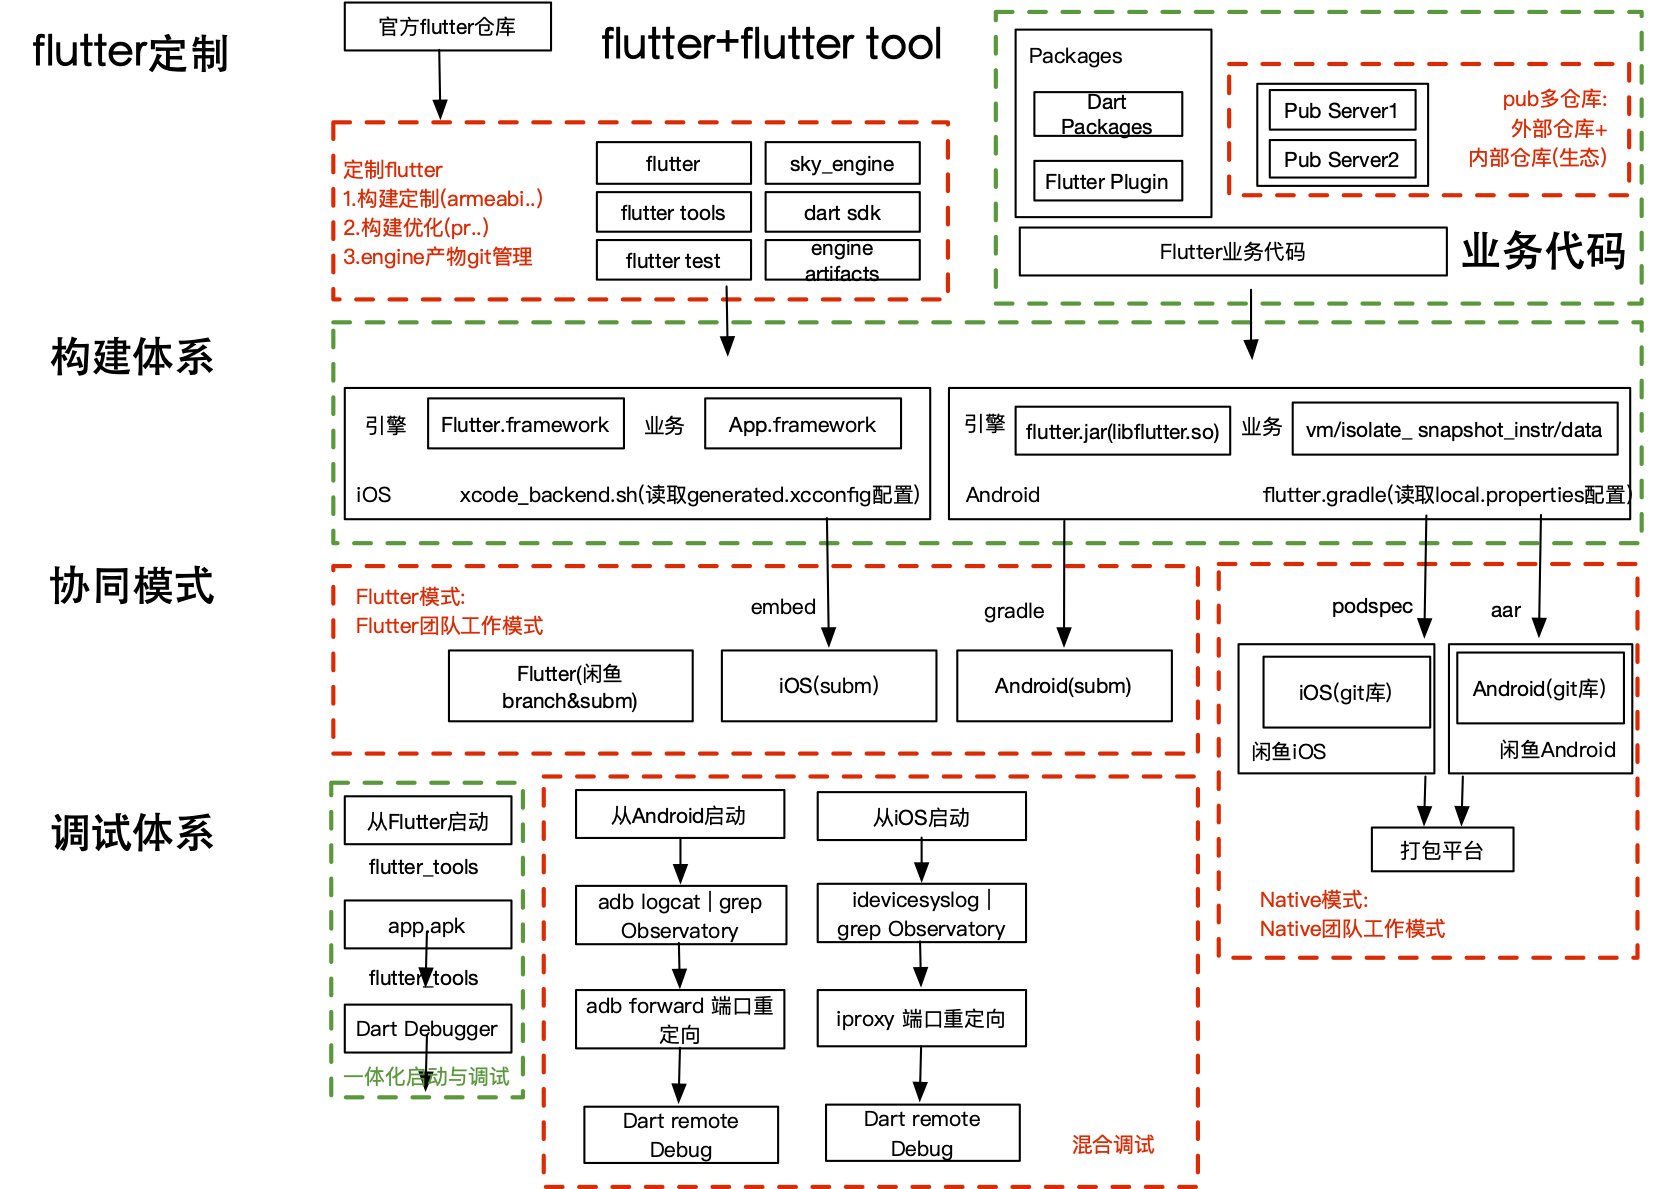 flutter定制
官方flutter仓库
flutter+flutter tool
定制flutter
1.构建定制(armeabi..)
2.构建优化(pr..)
3.engine产物git管理
flutter
sky_engine
flutter tools
dart sdk
flutter test
engine
artifacts
Packages
Dart
Packages
Flutter Plugin
Pub Server1
Pub Server2
pub多仓库:
外部仓库+
内部仓库(生态)
Flutter业务代码
业务代码
构建体系
引擎
Flutter.framework
业务
App.framework
iOS
xcode_backend.sh(读取generated.xcconfig配置)
引擎
flutter.jar(libflutter.so)
业务
vm/isolate_ snapshot_instr/data
Android
flutter.gradle(读取local.properties配置)
协同模式
Flutter模式:
Flutter团队工作模式
embed
gradle
Flutter(闲鱼
branch&subm)
iOS(subm)
Android(subm)
podspec
aar
iOS(git库)
闲鱼iOS
Android(git库)
闲鱼Android
打包平台
Native模式:
Native团队工作模式
调试体系
从Flutter启动
flutter_tools
app.apk
flutter_tools
Dart Debugger
一体化启动与调试
从Android启动
adb logcat | grep
Observatory
adb forward 端口重
定向
Dart remote
Debug
从iOS启动
idevicesyslog |
grep Observatory
iproxy 端口重定向
Dart remote
Debug
混合调试